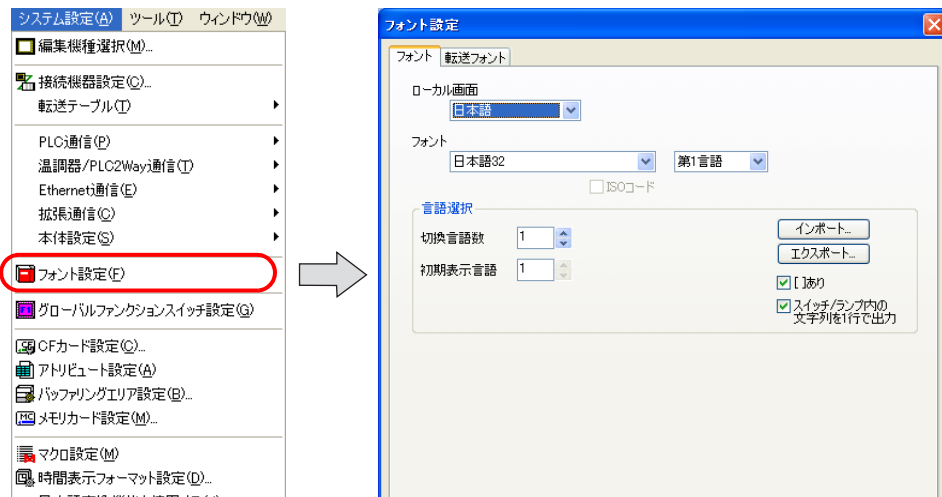 システム設定(A) ツール(T) ウィンドウ(W)
編集機種選択(M)...
接続機器設定(C)...
転送テーブル(T)
PLC通信(P)
温調器/PLC2Way通信(T)
Ethernet通信(E)
拡張通信(C)
本体設定(S)
フォント設定(F)
グローバルファンクションスイッチ設定(G)
CFカード設定(C)...
アトリビュート設定(A)
バッファリングエリア設定(B)...
メモリカード設定(M)...
マクロ設定(M)
時間表示フォーマット設定(D)...
フォント設定
フォント 転送フォント
ローカル画面
日本語
フォント
日本語32 第1言語
ISOコード
言語選択
切換言語数 1
初期表示言語 1
インポート...
エクスポート...
[ ]あり
スイッチ/ランプ内の
文字列を1行で出力